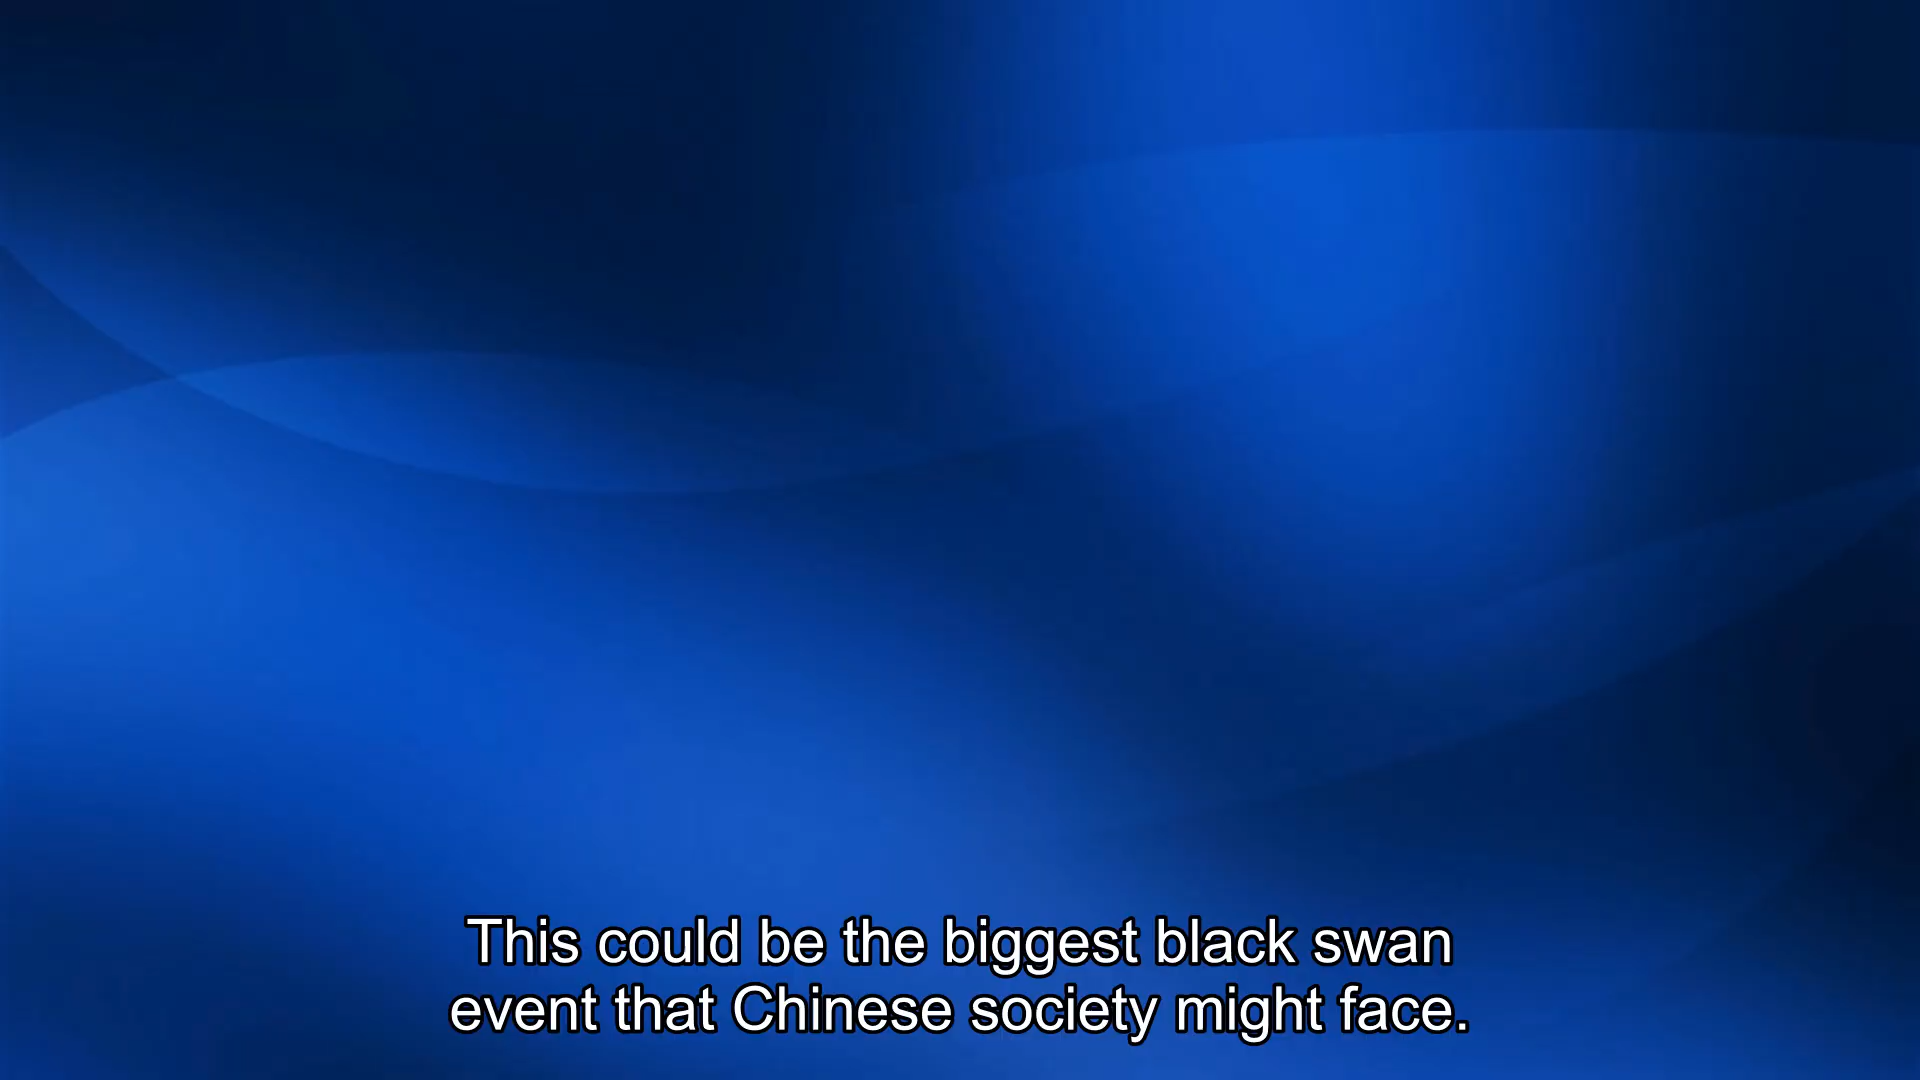 This could be the biggest black swan
event that Chinese society might face.